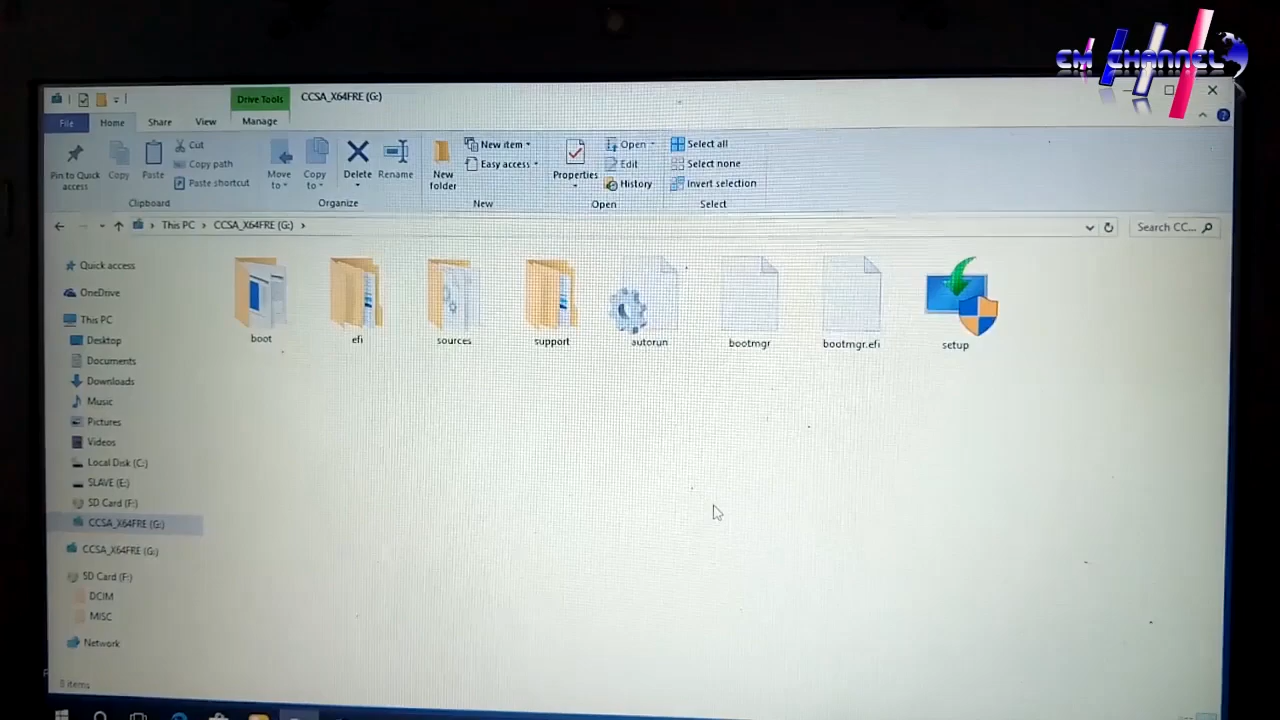 CM CHANNEL
Drive Tools
CCSA_X64FRE (G:)
File
Home
Share
View
Manage
Pin to Quick access
Copy
Paste
Cut
Copy path
Paste shortcut
Clipboard
Move to
Copy to
Delete
Rename
Organize
New folder
New item
Easy access
New
Properties
Open
Edit
History
Open
Select all
Select none
Invert selection
Select
This PC
CCSA_X64FRE (G:)
Search CC...
Quick access
OneDrive
This PC
Desktop
Documents
Downloads
Music
Pictures
Videos
Local Disk (C:)
SLAVE (E:)
SD Card (F:)
CCSA_X64FRE (G:)
CCSA_X64FRE (G:)
SD Card (F:)
DCIM
MISC
Network
boot
efi
sources
support
autorun
bootmgr
bootmgr.efi
setup
8 items